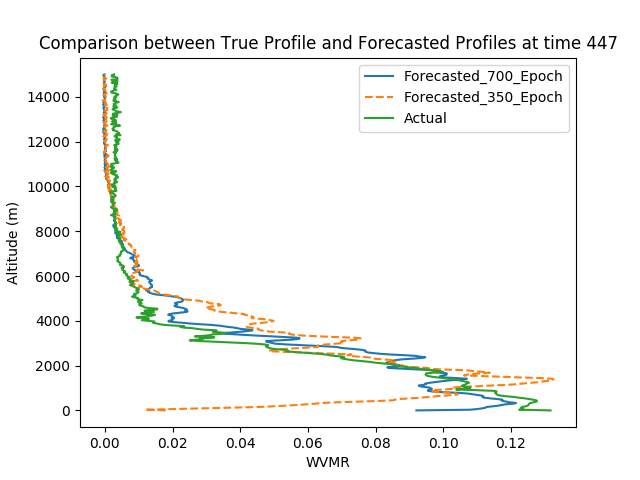 Comparison between True Profile and Forecasted Profiles at time 447
Forecasted_700_Epoch
Forecasted_350_Epoch
Actual
Altitude (m)
14000
12000
10000
8000
6000
4000
2000
0
0.00 0.02 0.04 0.06 0.08 0.10 0.12
WVMR